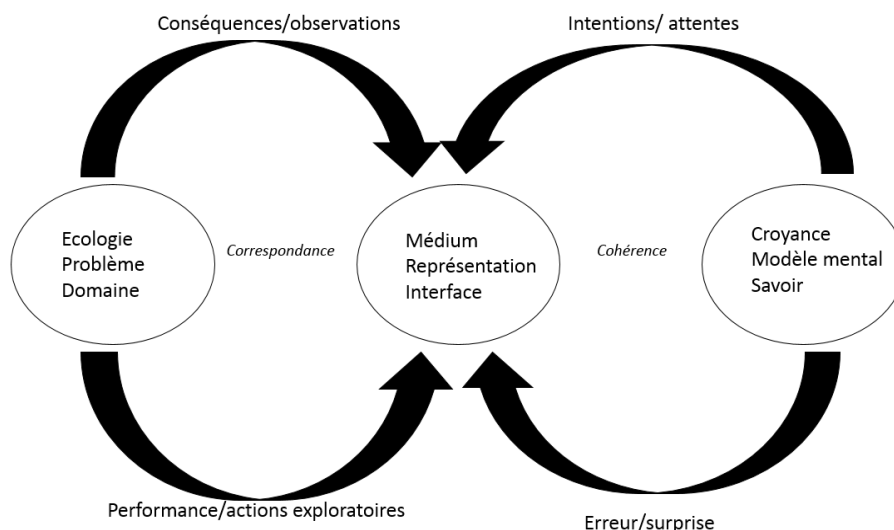 Conséquences/observations
Intentions/ attentes
Ecologie
Problème
Domaine
Correspondance
Médium
Représentation
Interface
Cohérence
Croyance
Modèle mental
Savoir
Performance/actions exploratoires
Erreur/surprise